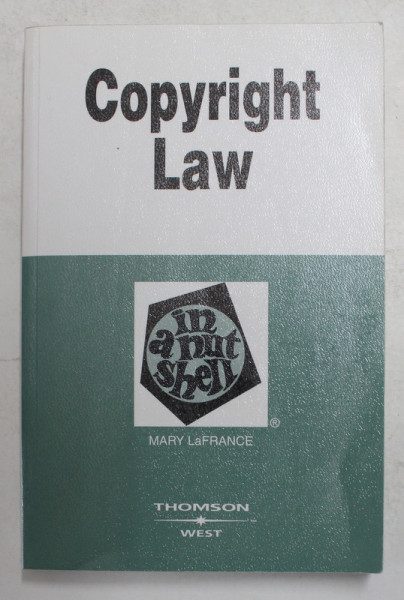 Copyright
Law
in
a nut
shell
®
MARY LaFRANCE
THOMSON
WEST